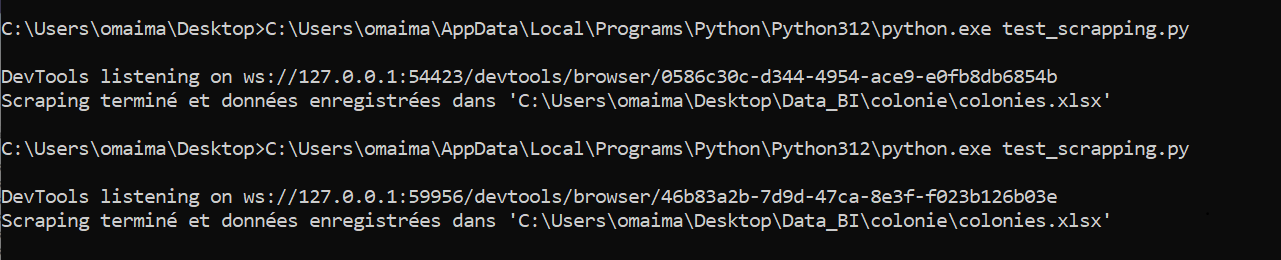 C:\Users\omaima\Desktop>C:\Users\omaima\AppData\Local\Programs\Python\Python312\python.exe test_scrapping.py
DevTools listening on ws://127.0.0.1:54423/devtools/browser/0586c30c-d344-4954-ace9-e0fb8db6854b
Scraping terminé et données enregistrées dans 'C:\Users\omaima\Desktop\Data_BI\colonie\colonies.xlsx'
C:\Users\omaima\Desktop>C:\Users\omaima\AppData\Local\Programs\Python\Python312\python.exe test_scrapping.py
DevTools listening on ws://127.0.0.1:59956/devtools/browser/46b83a2b-7d9d-47ca-8e3f-f023b126b03e
Scraping terminé et données enregistrées dans 'C:\Users\omaima\Desktop\Data_BI\colonie\colonies.xlsx'